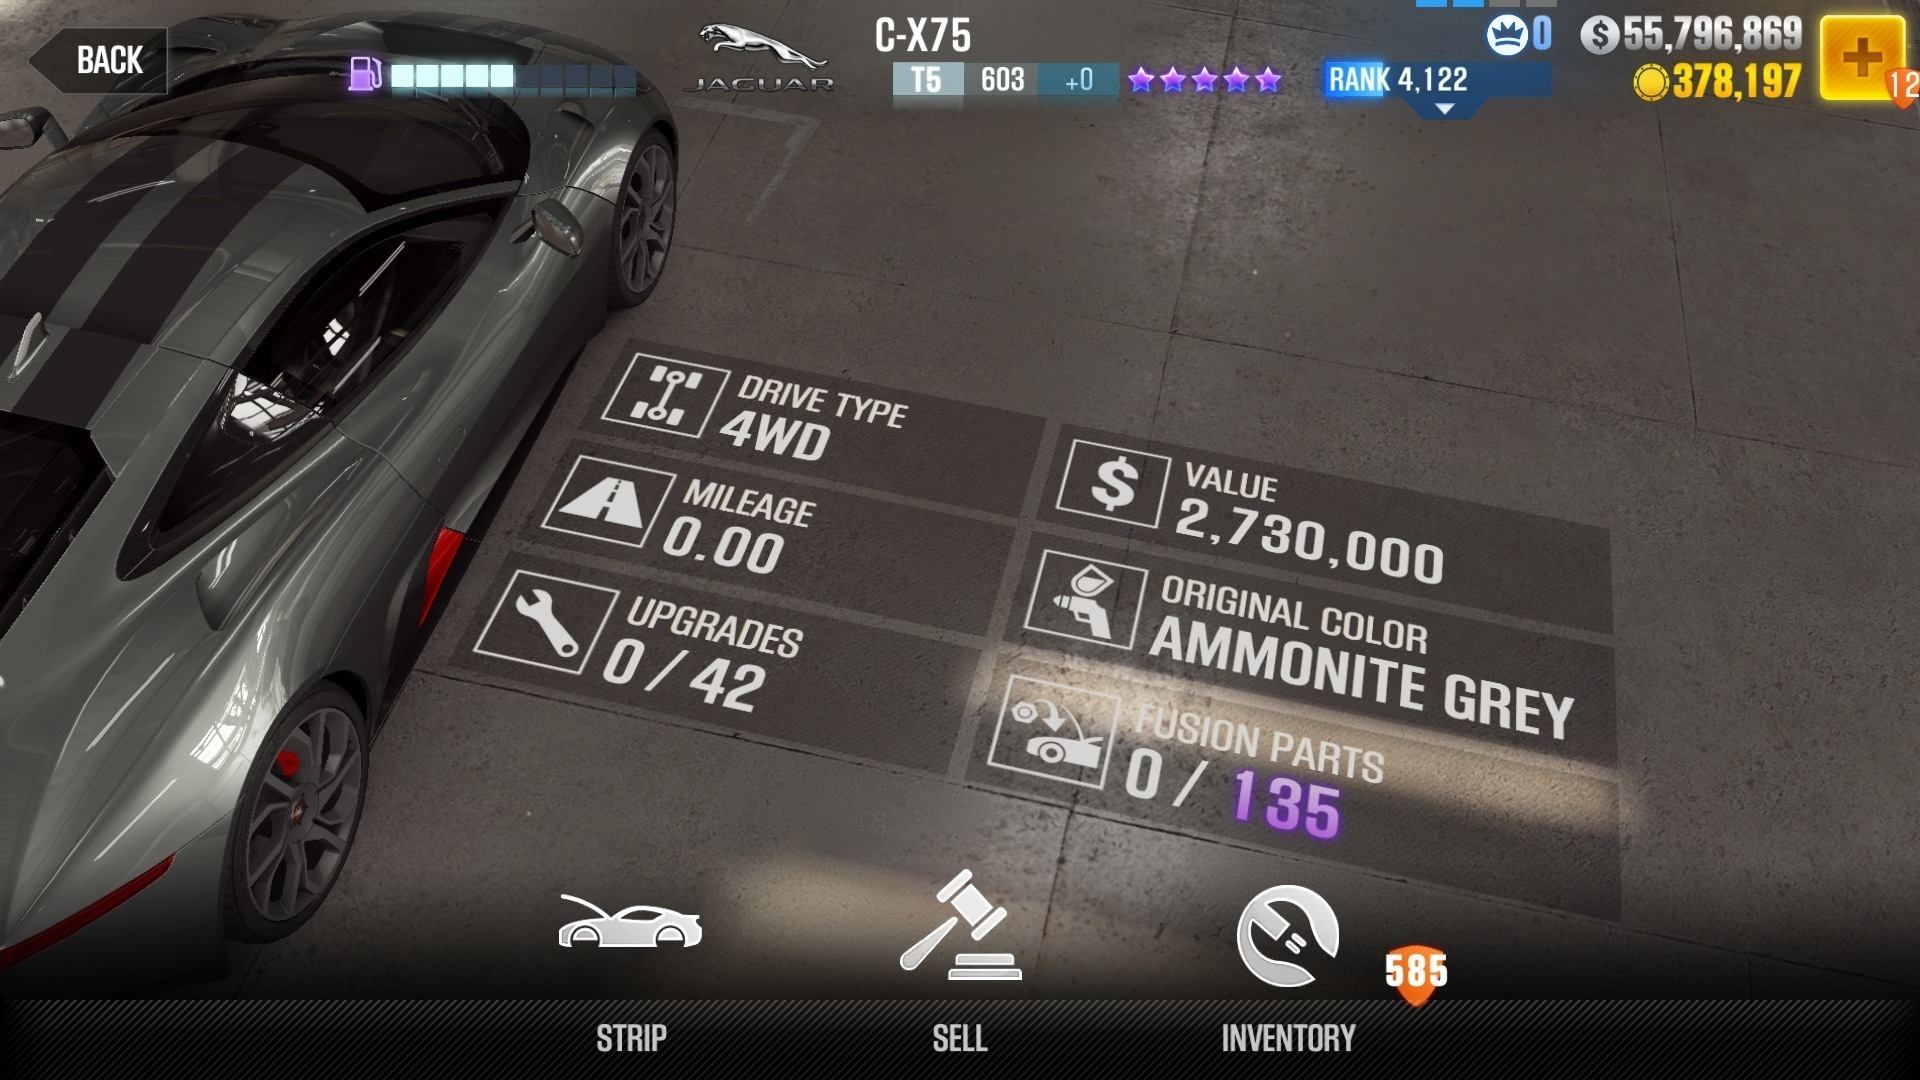 BACK
JAGUAR
C-X75
T5 603 +0
RANK 4,122
0
$ 55,796,869
378,197
12
DRIVE TYPE
4WD
MILEAGE
0.00
UPGRADES
0 / 42
$ VALUE
2,730,000
ORIGINAL COLOR
AMMONITE GREY
FUSION PARTS
0 / 135
585
STRIP
SELL
INVENTORY